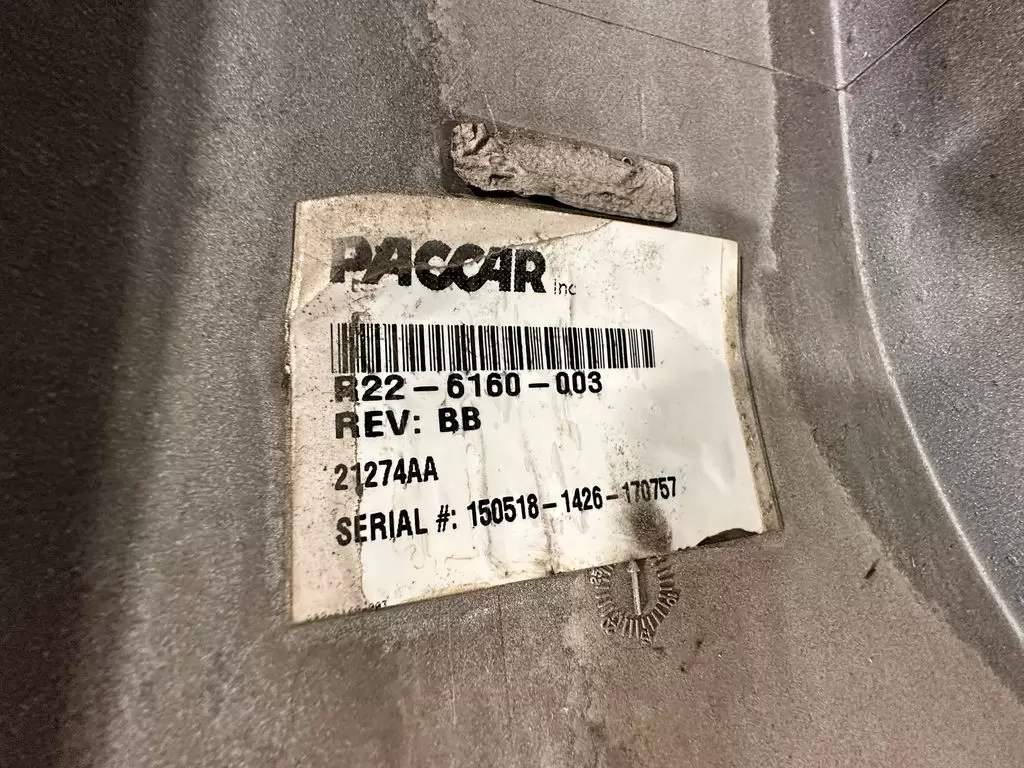 PACCAR Inc
R22-6160-003
REV: BB
21274AA
SERIAL #: 150518-1426-170757